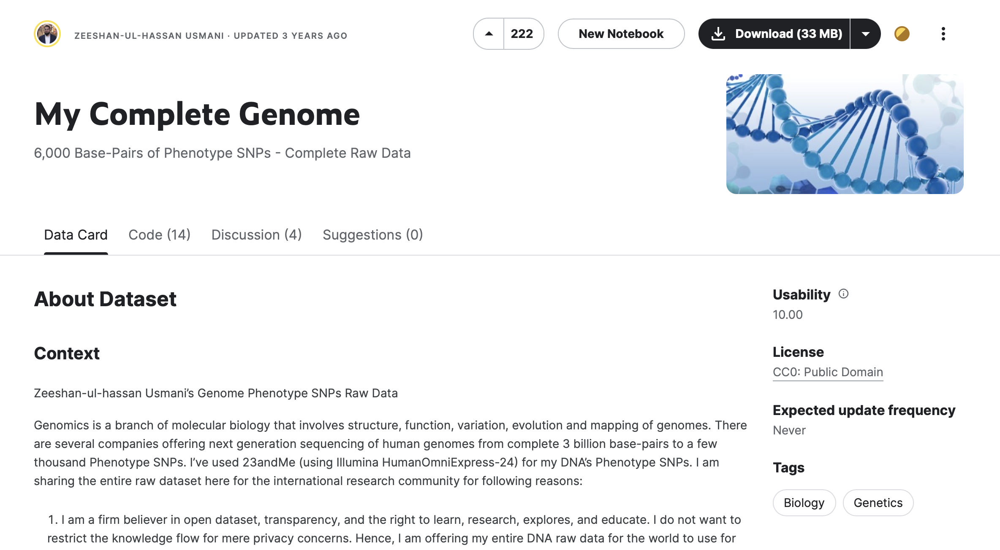 ZEESHAN-UL-HASSAN USMANI · UPDATED 3 YEARS AGO
222
New Notebook
Download (33 MB)
My Complete Genome
6,000 Base-Pairs of Phenotype SNPs - Complete Raw Data
Data Card
Code (14)
Discussion (4)
Suggestions (0)
About Dataset
Context
Zeeshan-ul-hassan Usmani’s Genome Phenotype SNPs Raw Data
Genomics is a branch of molecular biology that involves structure, function, variation, evolution and mapping of genomes. There
are several companies offering next generation sequencing of human genomes from complete 3 billion base-pairs to a few
thousand Phenotype SNPs. I’ve used 23andMe (using Illumina HumanOmniExpress-24) for my DNA’s Phenotype SNPs. I am
sharing the entire raw dataset here for the international research community for following reasons:
1. I am a firm believer in open dataset, transparency, and the right to learn, research, explores, and educate. I do not want to
restrict the knowledge flow for mere privacy concerns. Hence, I am offering my entire DNA raw data for the world to use for
Usability
10.00
License
CC0: Public Domain
Expected update frequency
Never
Tags
Biology
Genetics